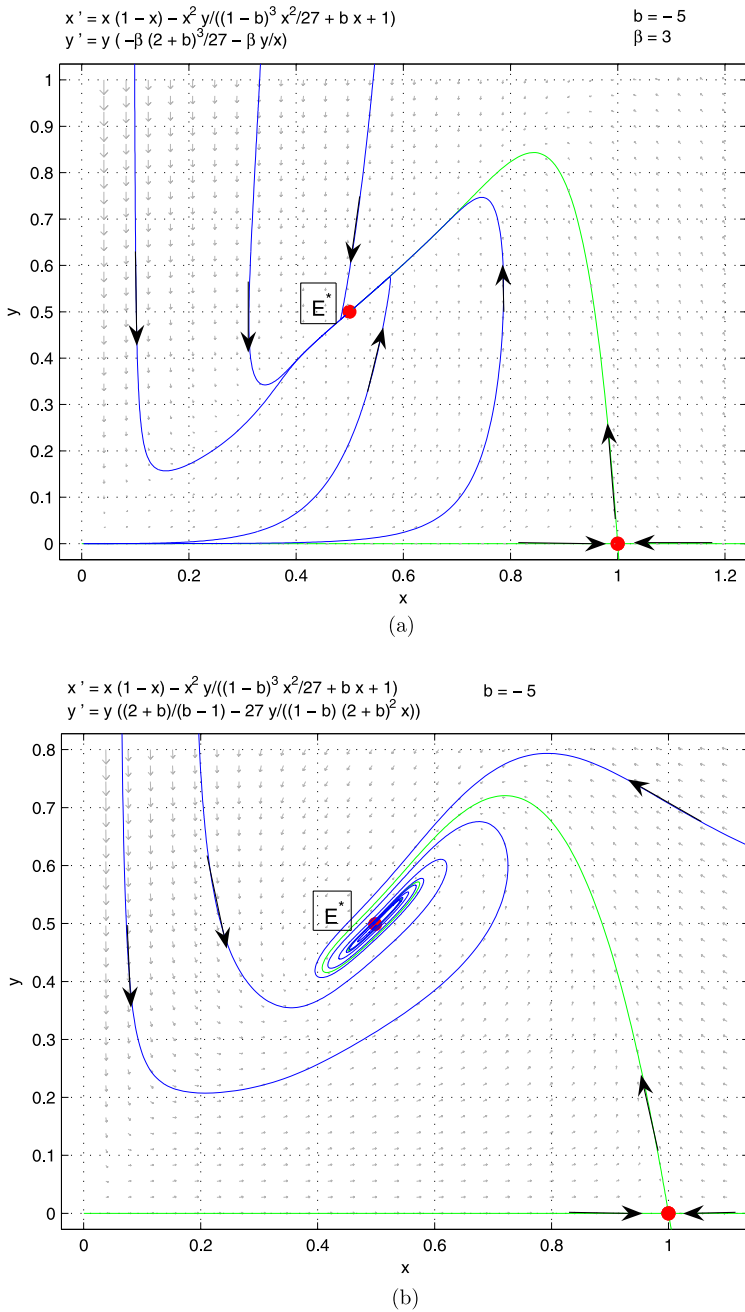 x ' = x (1 − x) − x² y/((1 − b)³ x²/27 + b x + 1)
y ' = y ( −β (2 + b)³/27 − β y/x)
b = − 5
β = 3
1
0.9
0.8
0.7
0.6
0.5
0.4
0.3
0.2
0.1
0
y
E*
0 0.2 0.4 0.6 0.8 1 1.2
x
(a)
x ' = x (1 − x) − x² y/((1 − b)³ x²/27 + b x + 1)
y ' = y ((2 + b)/(b − 1) − 27 y/((1 − b) (2 + b)² x))
b = − 5
0.8
0.7
0.6
0.5
0.4
0.3
0.2
0.1
0
y
E*
0 0.2 0.4 0.6 0.8 1
x
(b)